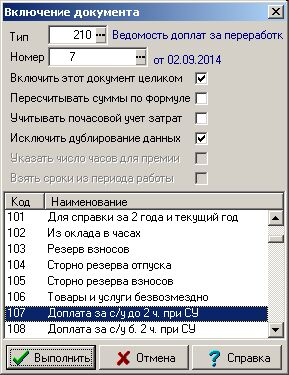 Включение документа
Тип 210 ... Ведомость доплат за переработк
Номер 7 ... от 02.09.2014
Включить этот документ целиком
Пересчитывать суммы по формуле
Учитывать почасовой учет затрат
Исключить дублирование данных
Указать число часов для премии
Взять сроки из периода работы
Код Наименование
101 Для справки за 2 года и текущий год
102 Из оклада в часах
103 Резерв взносов
104 Сторно резерва отпуска
105 Сторно резерва взносов
106 Товары и услуги безвозмездно
107 Доплата за с/у до 2 ч. при СУ
108 Доплата за с/у б. 2 ч. при СУ
Выполнить Отмена ? Справка